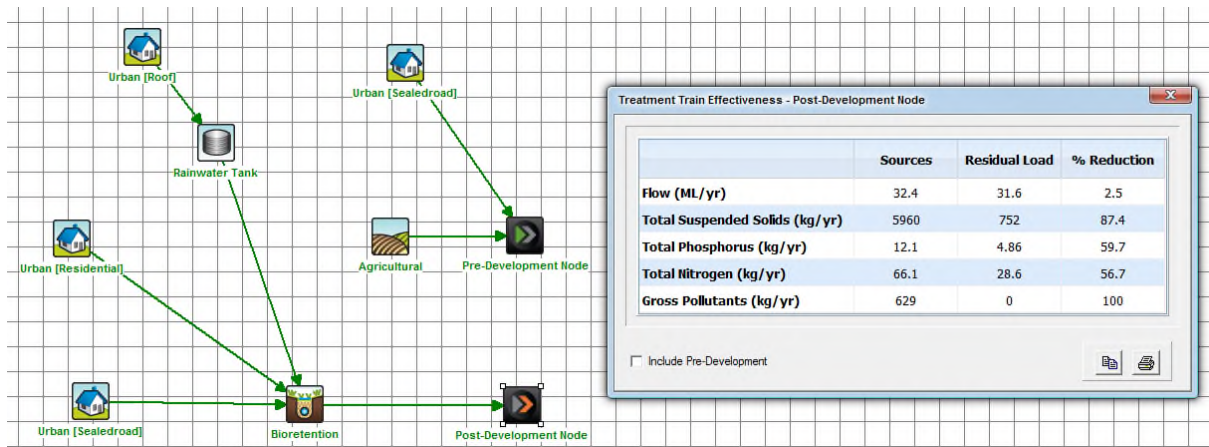 Urban [Roof]
Urban [Sealedroad]
Rainwater Tank
Urban [Residential]
Agricultural
Pre-Development Node
Urban [Sealedroad]
Bioretention
Post-Development Node
Treatment Train Effectiveness - Post-Development Node
Sources Residual Load % Reduction
Flow (ML/yr) 32.4 31.6 2.5
Total Suspended Solids (kg/yr) 5960 752 87.4
Total Phosphorus (kg/yr) 12.1 4.86 59.7
Total Nitrogen (kg/yr) 66.1 28.6 56.7
Gross Pollutants (kg/yr) 629 0 100
Include Pre-Development